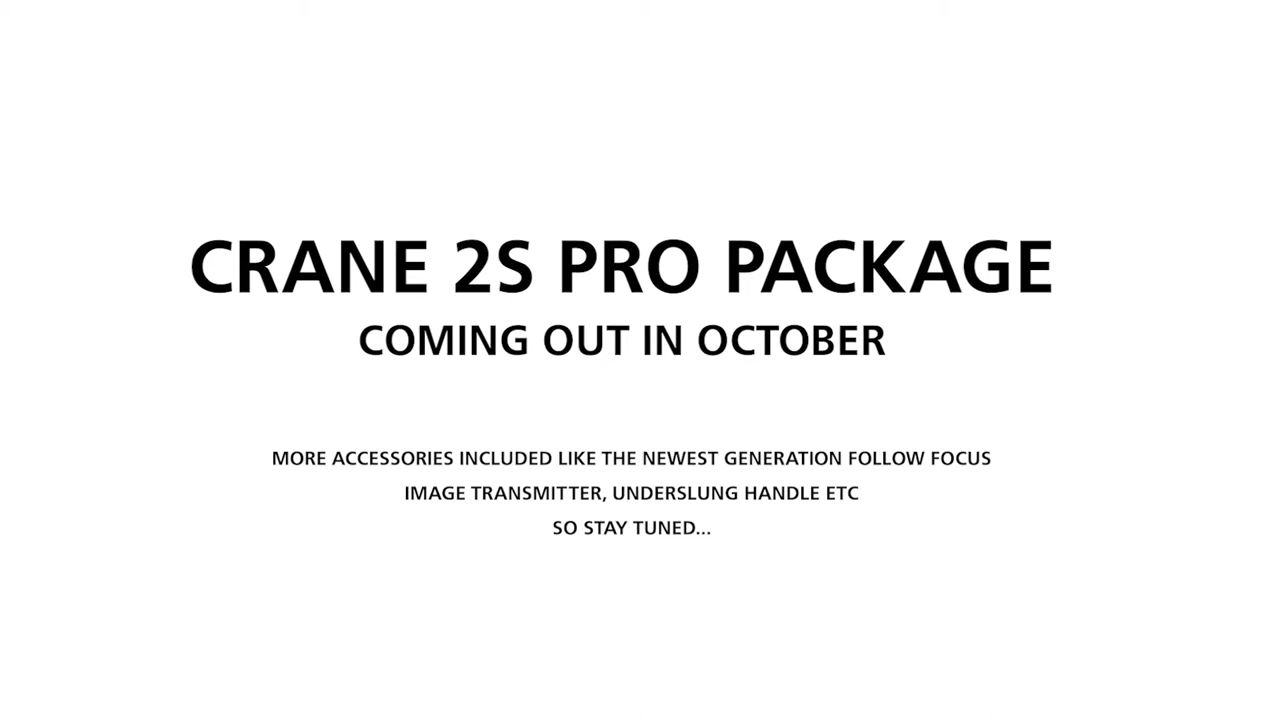 CRANE 2S PRO PACKAGE
COMING OUT IN OCTOBER
MORE ACCESSORIES INCLUDED LIKE THE NEWEST GENERATION FOLLOW FOCUS
IMAGE TRANSMITTER, UNDERSLUNG HANDLE ETC
SO STAY TUNED...